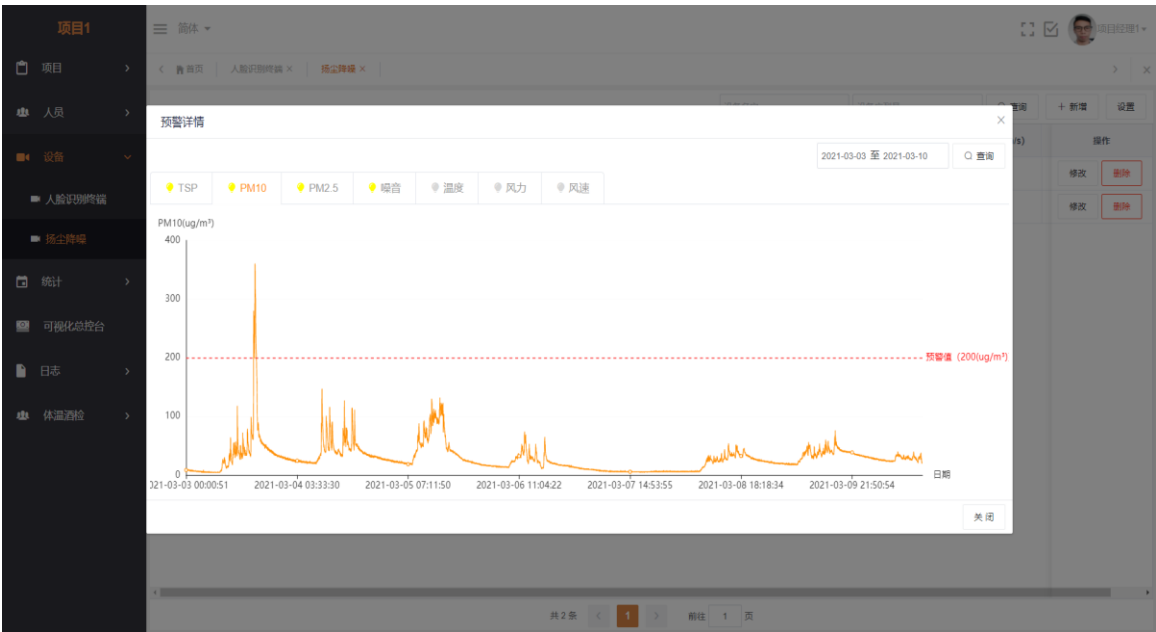 项目1
简体
项目经理1
项目
首页
人脸识别终端 ×
扬尘降噪 ×
人员
查询
+ 新增
设置
预警详情
操作
设备
2021-03-03 至 2021-03-10
查询
修改
删除
人脸识别终端
TSP
PM10
PM2.5
噪音
温度
风力
风速
修改
删除
扬尘降噪
PM10(ug/m³)
统计
400
300
可视化总控台
200
预警值（200(ug/m³)
日志
100
体温酒检
0
日期
021-03-03 00:00:51
2021-03-04 03:33:30
2021-03-05 07:11:50
2021-03-06 11:04:22
2021-03-07 14:53:55
2021-03-08 18:18:34
2021-03-09 21:50:54
关闭
共 2 条
1
前往 1 页